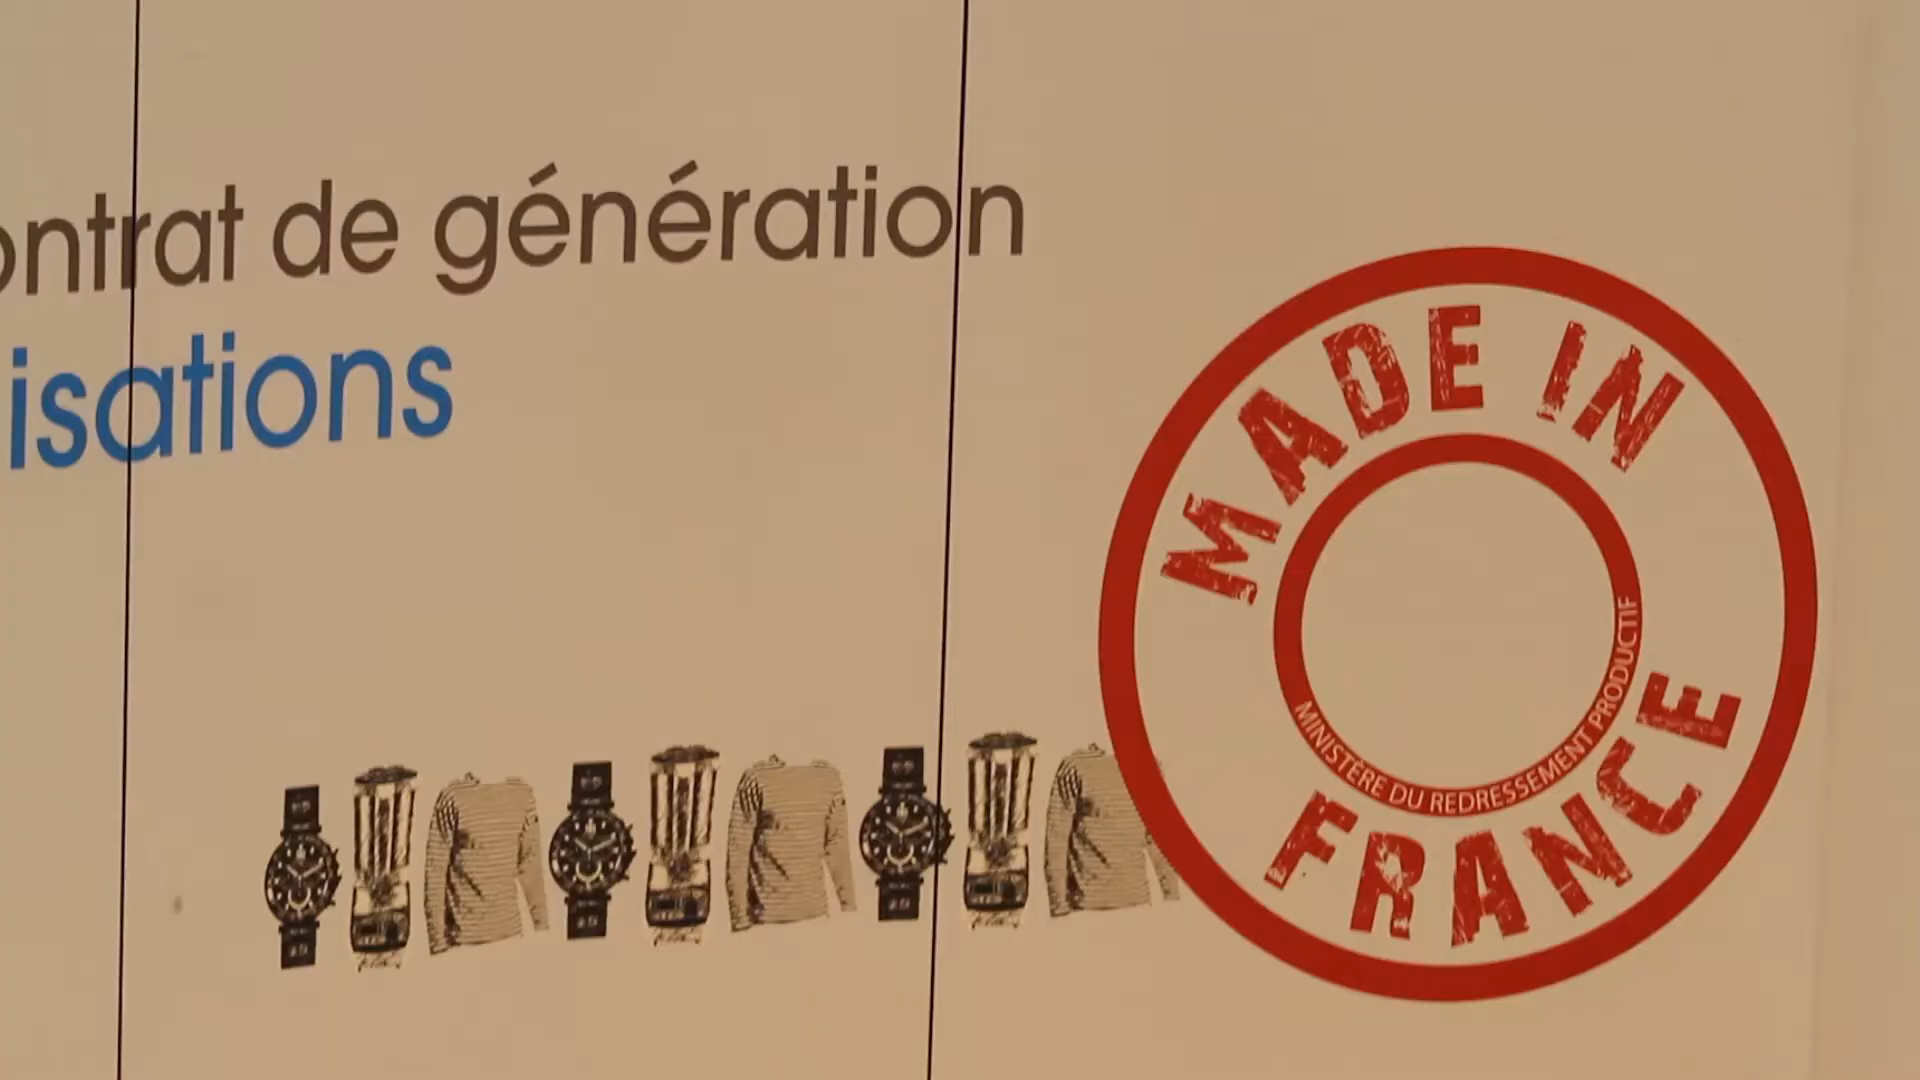 ontrat de génération
isations
MADE IN
MINISTÈRE DU REDRESSEMENT PRODUCTIF
FRANCE